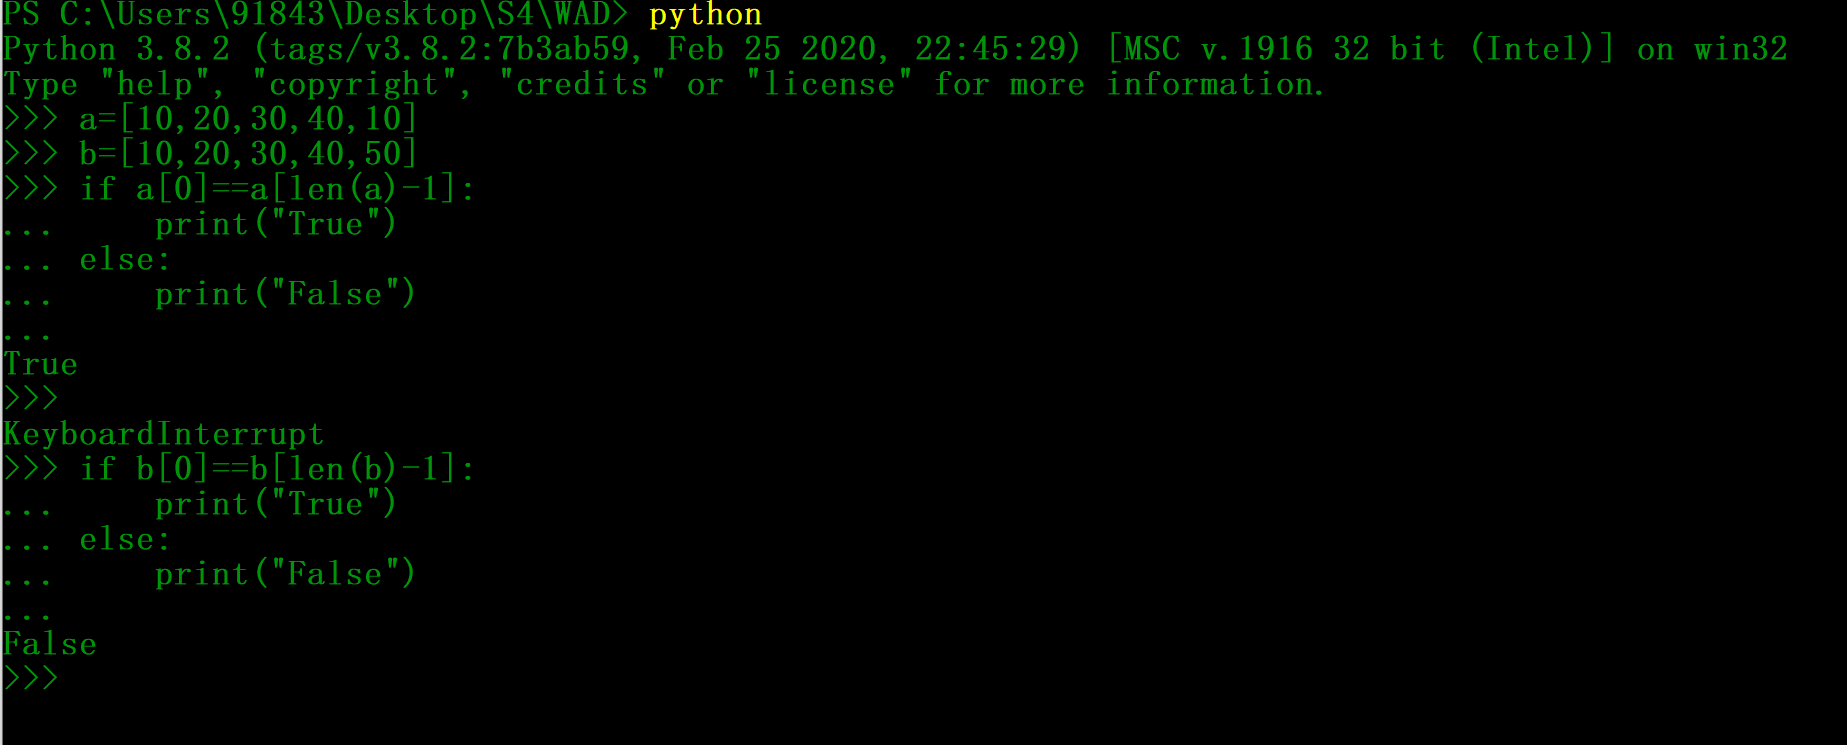 PS C:\Users\91843\Desktop\S4\WAD> python
Python 3.8.2 (tags/v3.8.2:7b3ab59, Feb 25 2020, 22:45:29) [MSC v.1916 32 bit (Intel)] on win32
Type "help", "copyright", "credits" or "license" for more information.
>>> a=[10,20,30,40,10]
>>> b=[10,20,30,40,50]
>>> if a[0]==a[len(a)-1]:
...     print("True")
... else:
...     print("False")
...
True
>>>
KeyboardInterrupt
>>> if b[0]==b[len(b)-1]:
...     print("True")
... else:
...     print("False")
...
False
>>>